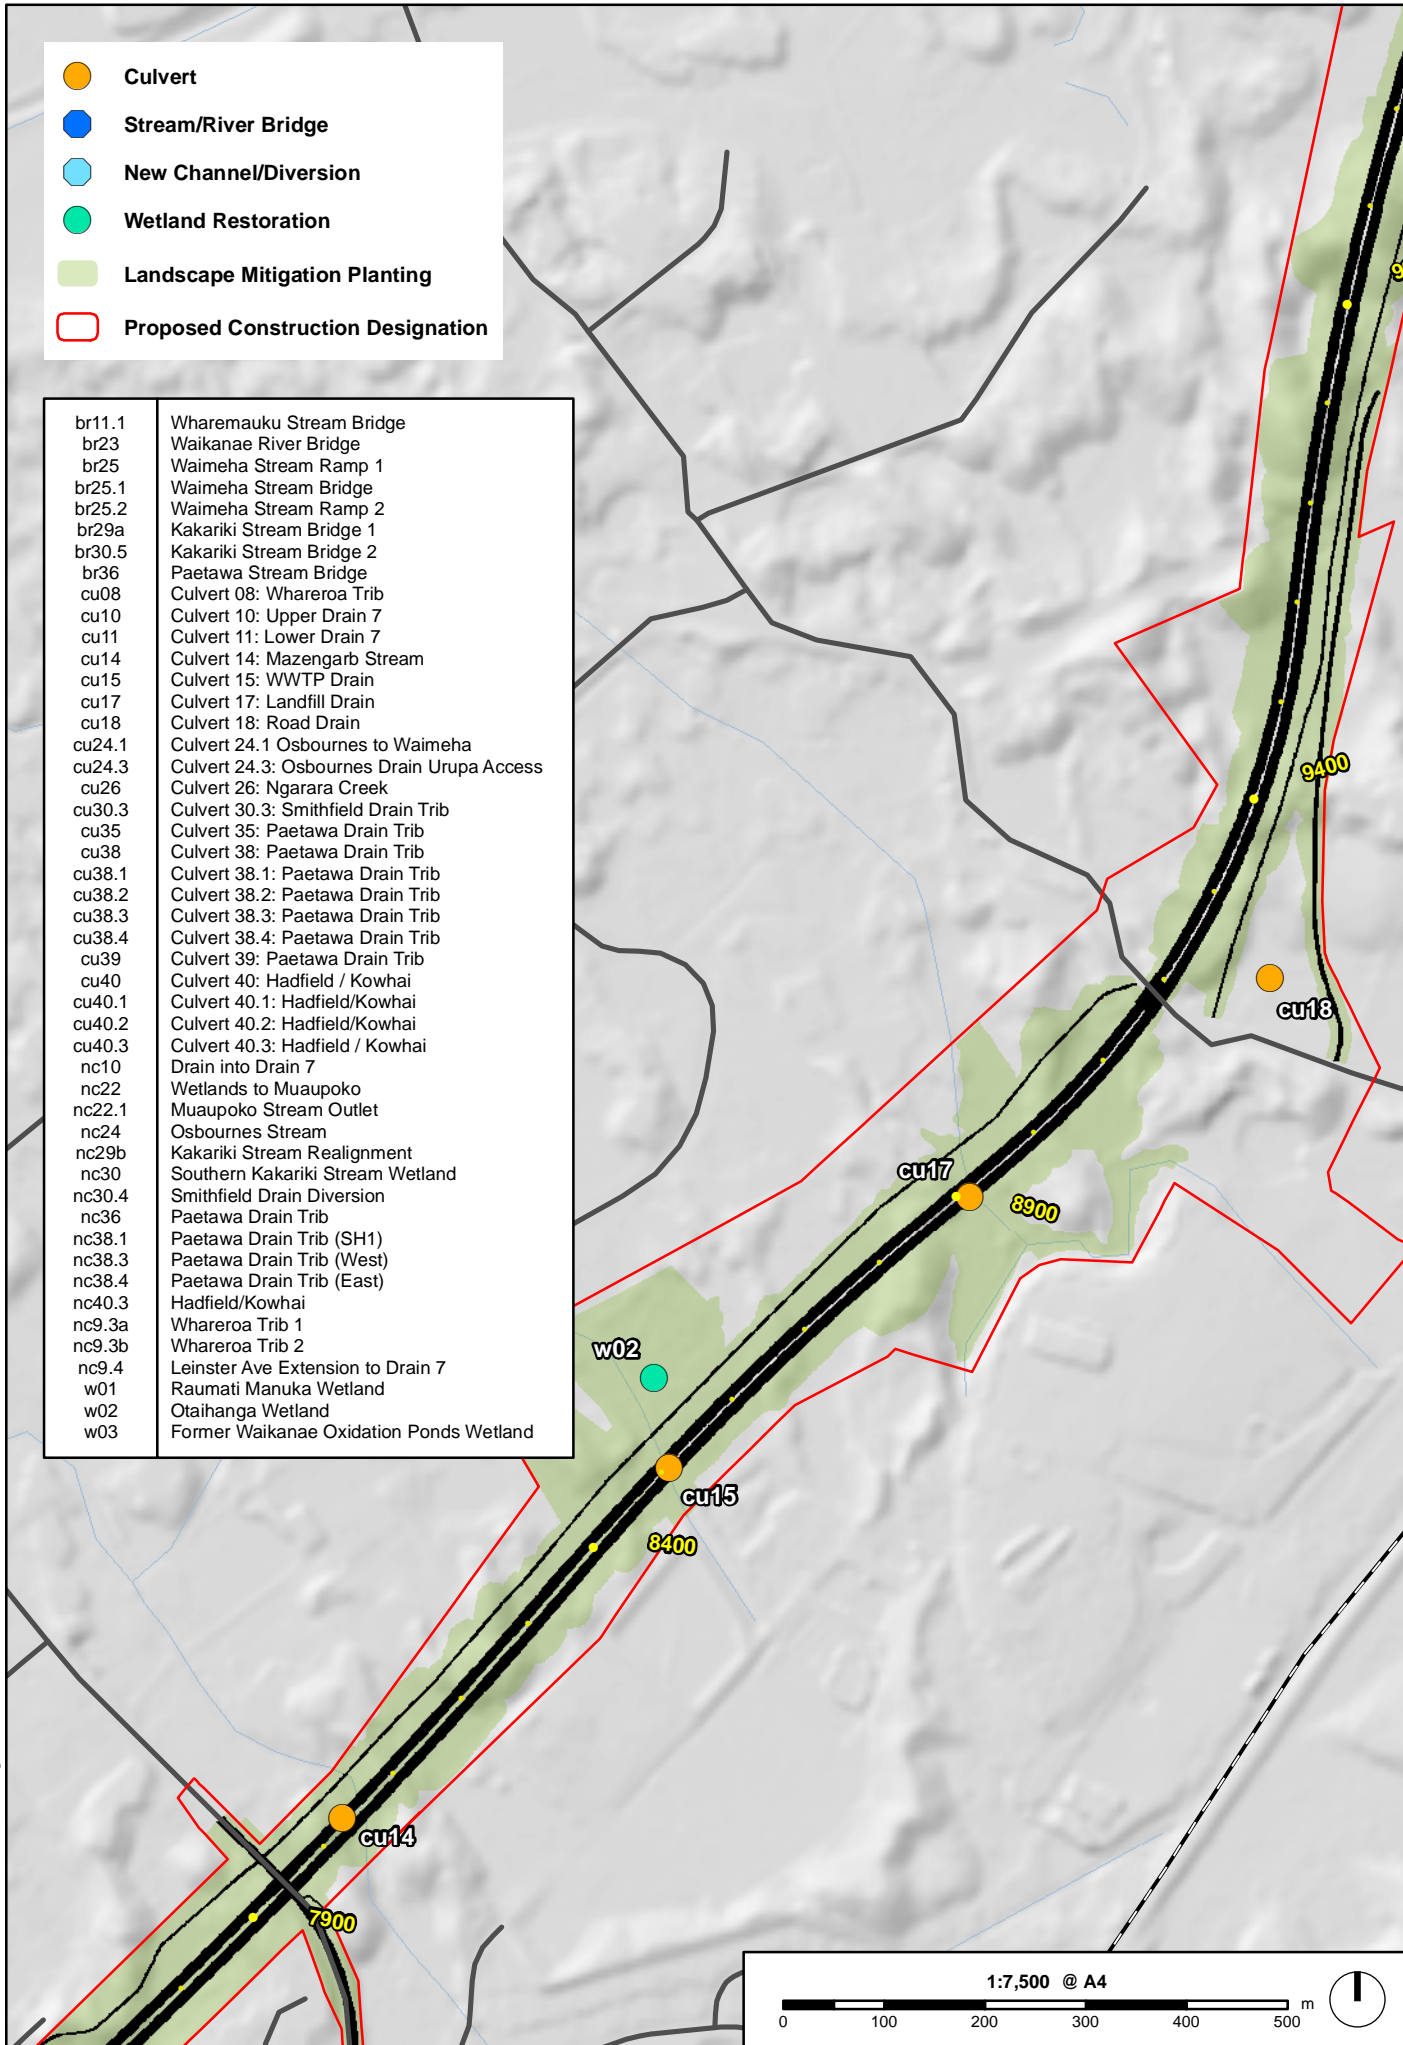 Culvert
Stream/River Bridge
New Channel/Diversion
Wetland Restoration
Landscape Mitigation Planting
Proposed Construction Designation
br11.1 Wharemauku Stream Bridge
br23 Waikanae River Bridge
br25 Waimeha Stream Ramp 1
br25.1 Waimeha Stream Bridge
br25.2 Waimeha Stream Ramp 2
br29a Kakariki Stream Bridge 1
br30.5 Kakariki Stream Bridge 2
br36 Paetawa Stream Bridge
cu08 Culvert 08: Whareroa Trib
cu10 Culvert 10: Upper Drain 7
cu11 Culvert 11: Lower Drain 7
cu14 Culvert 14: Mazengarb Stream
cu15 Culvert 15: WWTP Drain
cu17 Culvert 17: Landfill Drain
cu18 Culvert 18: Road Drain
cu24.1 Culvert 24.1 Osbournes to Waimeha
cu24.3 Culvert 24.3: Osbournes Drain Urupa Access
cu26 Culvert 26: Ngarara Creek
cu30.3 Culvert 30.3: Smithfield Drain Trib
cu35 Culvert 35: Paetawa Drain Trib
cu38 Culvert 38: Paetawa Drain Trib
cu38.1 Culvert 38.1: Paetawa Drain Trib
cu38.2 Culvert 38.2: Paetawa Drain Trib
cu38.3 Culvert 38.3: Paetawa Drain Trib
cu38.4 Culvert 38.4: Paetawa Drain Trib
cu39 Culvert 39: Paetawa Drain Trib
cu40 Culvert 40: Hadfield / Kowhai
cu40.1 Culvert 40.1: Hadfield/Kowhai
cu40.2 Culvert 40.2: Hadfield/Kowhai
cu40.3 Culvert 40.3: Hadfield / Kowhai
nc10 Drain into Drain 7
nc22 Wetlands to Muaupoko
nc22.1 Muaupoko Stream Outlet
nc24 Osbournes Stream
nc29b Kakariki Stream Realignment
nc30 Southern Kakariki Stream Wetland
nc30.4 Smithfield Drain Diversion
nc36 Paetawa Drain Trib
nc38.1 Paetawa Drain Trib (SH1)
nc38.3 Paetawa Drain Trib (West)
nc38.4 Paetawa Drain Trib (East)
nc40.3 Hadfield/Kowhai
nc9.3a Whareroa Trib 1
nc9.3b Whareroa Trib 2
nc9.4 Leinster Ave Extension to Drain 7
w01 Raumati Manuka Wetland
w02 Otaihanga Wetland
w03 Former Waikanae Oxidation Ponds Wetland
9400
cu18
cu17
8900
w02
cu15
8400
cu14
7900
1:7,500 @ A4
0 100 200 300 400 500 m